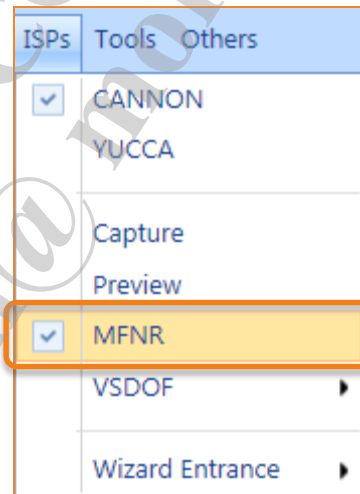 ISPs Tools Others
CANNON
YUCCA
Capture
Preview
MFNR
VSDOF
Wizard Entrance